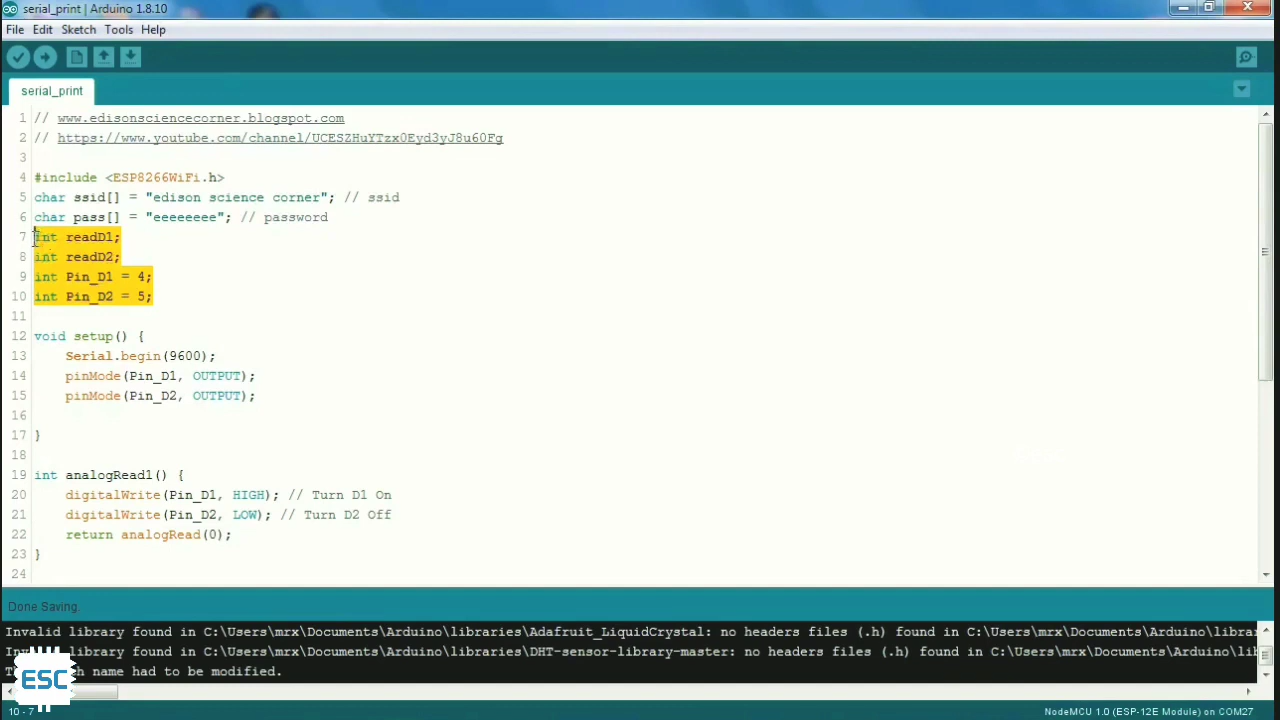 serial_print | Arduino 1.8.10
File Edit Sketch Tools Help
serial_print
1 // www.edisonsciencecorner.blogspot.com
2 // https://www.youtube.com/channel/UCESZHuYTzx0Eyd3yJ8u60Fg
3
4 #include <ESP8266WiFi.h>
5 char ssid[] = "edison science corner"; // ssid
6 char pass[] = "eeeeeeee"; // password
7 int readD1;
8 int readD2;
9 int Pin_D1 = 4;
10 int Pin_D2 = 5;
11
12 void setup() {
13 Serial.begin(9600);
14 pinMode(Pin_D1, OUTPUT);
15 pinMode(Pin_D2, OUTPUT);
16
17 }
18
19 int analogRead1() {
20 digitalWrite(Pin_D1, HIGH); // Turn D1 On
21 digitalWrite(Pin_D2, LOW); // Turn D2 Off
22 return analogRead(0);
23 }
24
Done Saving.
Invalid library found in C:\Users\mrx\Documents\Arduino\libraries\Adafruit_LiquidCrystal: no headers files (.h) found in C:\Users\mrx\Documents\Arduino\libra
found in C:\Users\mrx\Documents\Arduino\libraries\DHT-sensor-library-master: no headers files (.h) found in C:\Users\mrx\Documents\Arduino\lib
name had to be modified.
ESC
10 - 7 NodeMCU 1.0 (ESP-12E Module) on COM27